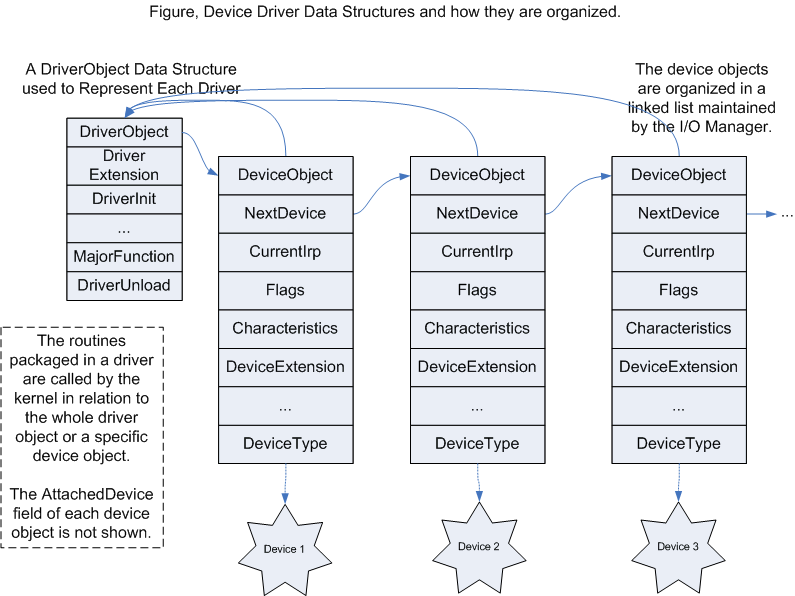 Figure, Device Driver Data Structures and how they are organized.
A DriverObject Data Structure
used to Represent Each Driver
The device objects
are organized in a
linked list maintained
by the I/O Manager.
DriverObject
Driver
Extension
DriverInit
...
MajorFunction
DriverUnload
DeviceObject
NextDevice
CurrentIrp
Flags
Characteristics
DeviceExtension
...
DeviceType
DeviceObject
NextDevice
CurrentIrp
Flags
Characteristics
DeviceExtension
...
DeviceType
DeviceObject
NextDevice
CurrentIrp
Flags
Characteristics
DeviceExtension
...
DeviceType
...
The routines
packaged in a driver
are called by the
kernel in relation to
the whole driver
object or a specific
device object.
The AttachedDevice
field of each device
object is not shown.
Device 1
Device 2
Device 3